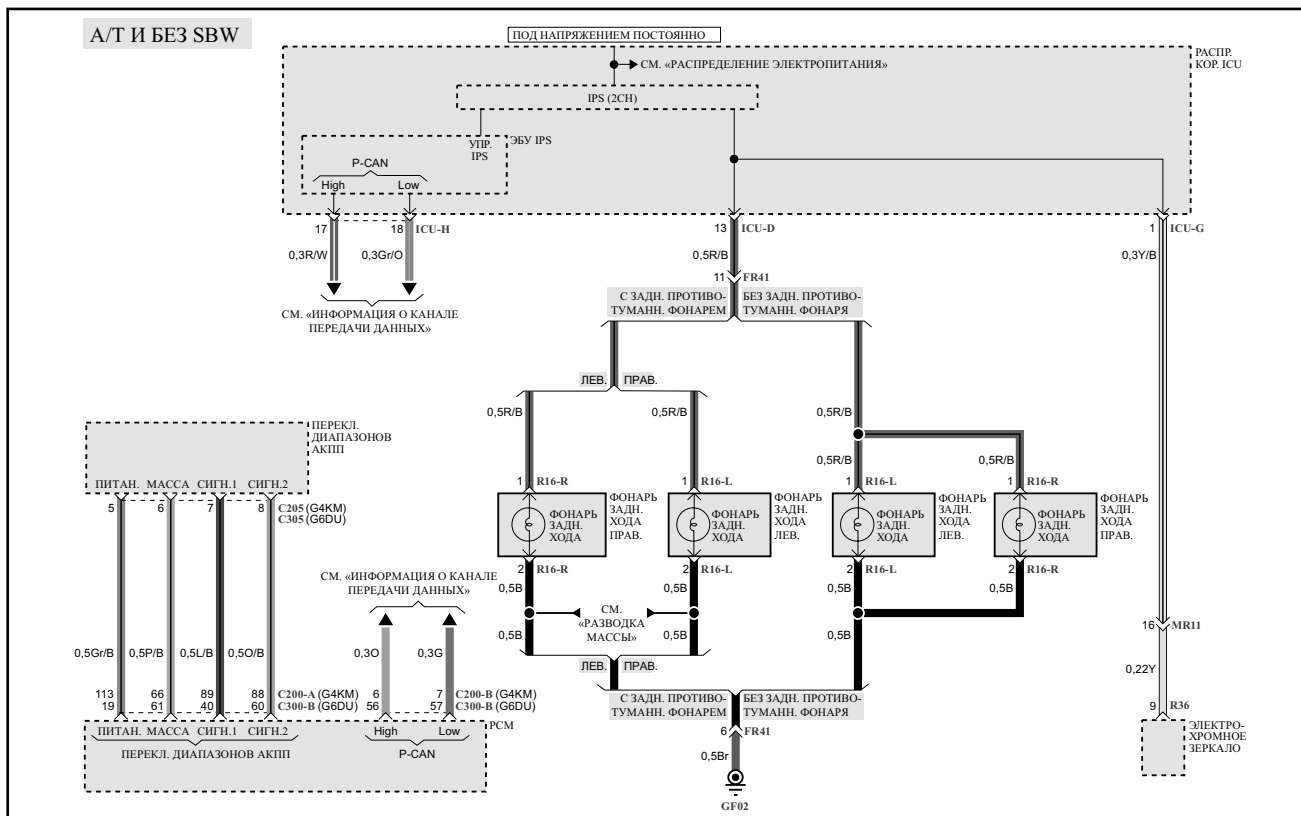 А/Т И БЕЗ SBW
ПОД НАПРЯЖЕНИЕМ ПОСТОЯННО
СМ. «РАСПРЕДЕЛЕНИЕ ЭЛЕКТРОПИТАНИЯ»
РАСПР.
КОР. ICU
IPS (2CH)
УПР.
IPS
ЭБУ IPS
P-CAN
High
Low
17
18
ICU-H
13
ICU-D
1
ICU-G
0,3R/W
0,3Gr/O
0,5R/B
0,3Y/B
11
FR41
СМ. «ИНФОРМАЦИЯ О КАНАЛЕ
ПЕРЕДАЧИ ДАННЫХ»
С ЗАДН. ПРОТИВО-
ТУМАНН. ФОНАРЕМ
БЕЗ ЗАДН. ПРОТИВО-
ТУМАНН. ФОНАРЯ
ЛЕВ.
ПРАВ.
0,5R/B
0,5R/B
0,5R/B
0,5R/B
0,5R/B
ПЕРЕКЛ.
ДИАПАЗОНОВ
АКПП
ПИТАН.
МАССА
СИГН.1
СИГН.2
5
6
7
8
C205 (G4KM)
C305 (G6DU)
1
R16-R
1
R16-L
1
R16-L
1
R16-R
ФОНАРЬ
ЗАДН.
ХОДА
ФОНАРЬ
ЗАДН.
ХОДА
ПРАВ.
ФОНАРЬ
ЗАДН.
ХОДА
ФОНАРЬ
ЗАДН.
ХОДА
ЛЕВ.
ФОНАРЬ
ЗАДН.
ХОДА
ФОНАРЬ
ЗАДН.
ХОДА
ЛЕВ.
ФОНАРЬ
ЗАДН.
ХОДА
ФОНАРЬ
ЗАДН.
ХОДА
ПРАВ.
2
R16-R
2
R16-L
2
R16-L
2
R16-R
0,5B
0,5B
0,5B
0,5B
СМ.
«РАЗВОДКА
МАССЫ»
0,5B
0,5B
0,5B
СМ. «ИНФОРМАЦИЯ О КАНАЛЕ
ПЕРЕДАЧИ ДАННЫХ»
0,5Gr/B
0,5P/B
0,5L/B
0,5O/B
0,3O
0,3G
ЛЕВ.
ПРАВ.
16
MR11
0,22Y
113
66
89
88
C200-A (G4KM)
19
61
40
60
C300-B (G6DU)
6
7
C200-B (G4KM)
56
57
C300-B (G6DU)
С ЗАДН. ПРОТИВО-
ТУМАНН. ФОНАРЕМ
БЕЗ ЗАДН. ПРОТИВО-
ТУМАНН. ФОНАРЯ
9
R36
ПИТАН.
МАССА
СИГН.1
СИГН.2
ПЕРЕКЛ. ДИАПАЗОНОВ АКПП
High
Low
P-CAN
PCM
6
FR41
0,5Br
GF02
ЭЛЕКТРО-
ХРОМНОЕ
ЗЕРКАЛО